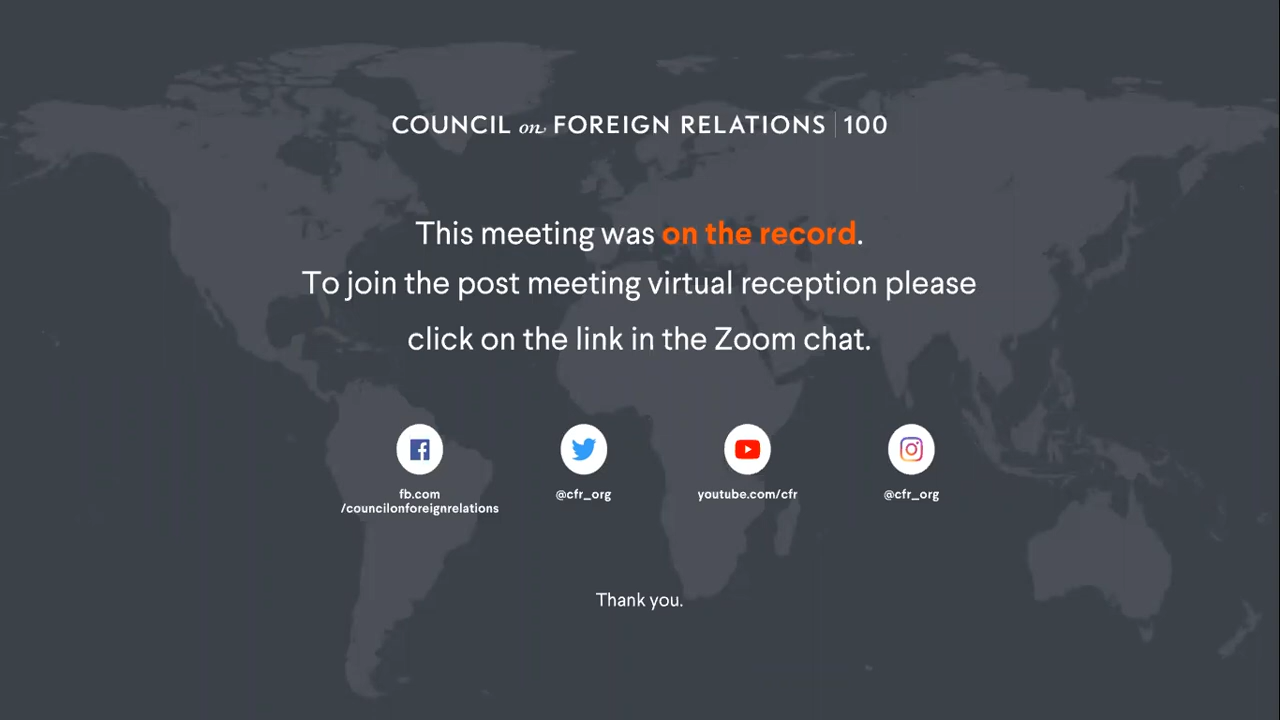 COUNCIL on FOREIGN RELATIONS | 100
This meeting was on the record.
To join the post meeting virtual reception please
click on the link in the Zoom chat.
fb.com
/councilonforeignrelations
@cfr_org
youtube.com/cfr
@cfr_org
Thank you.